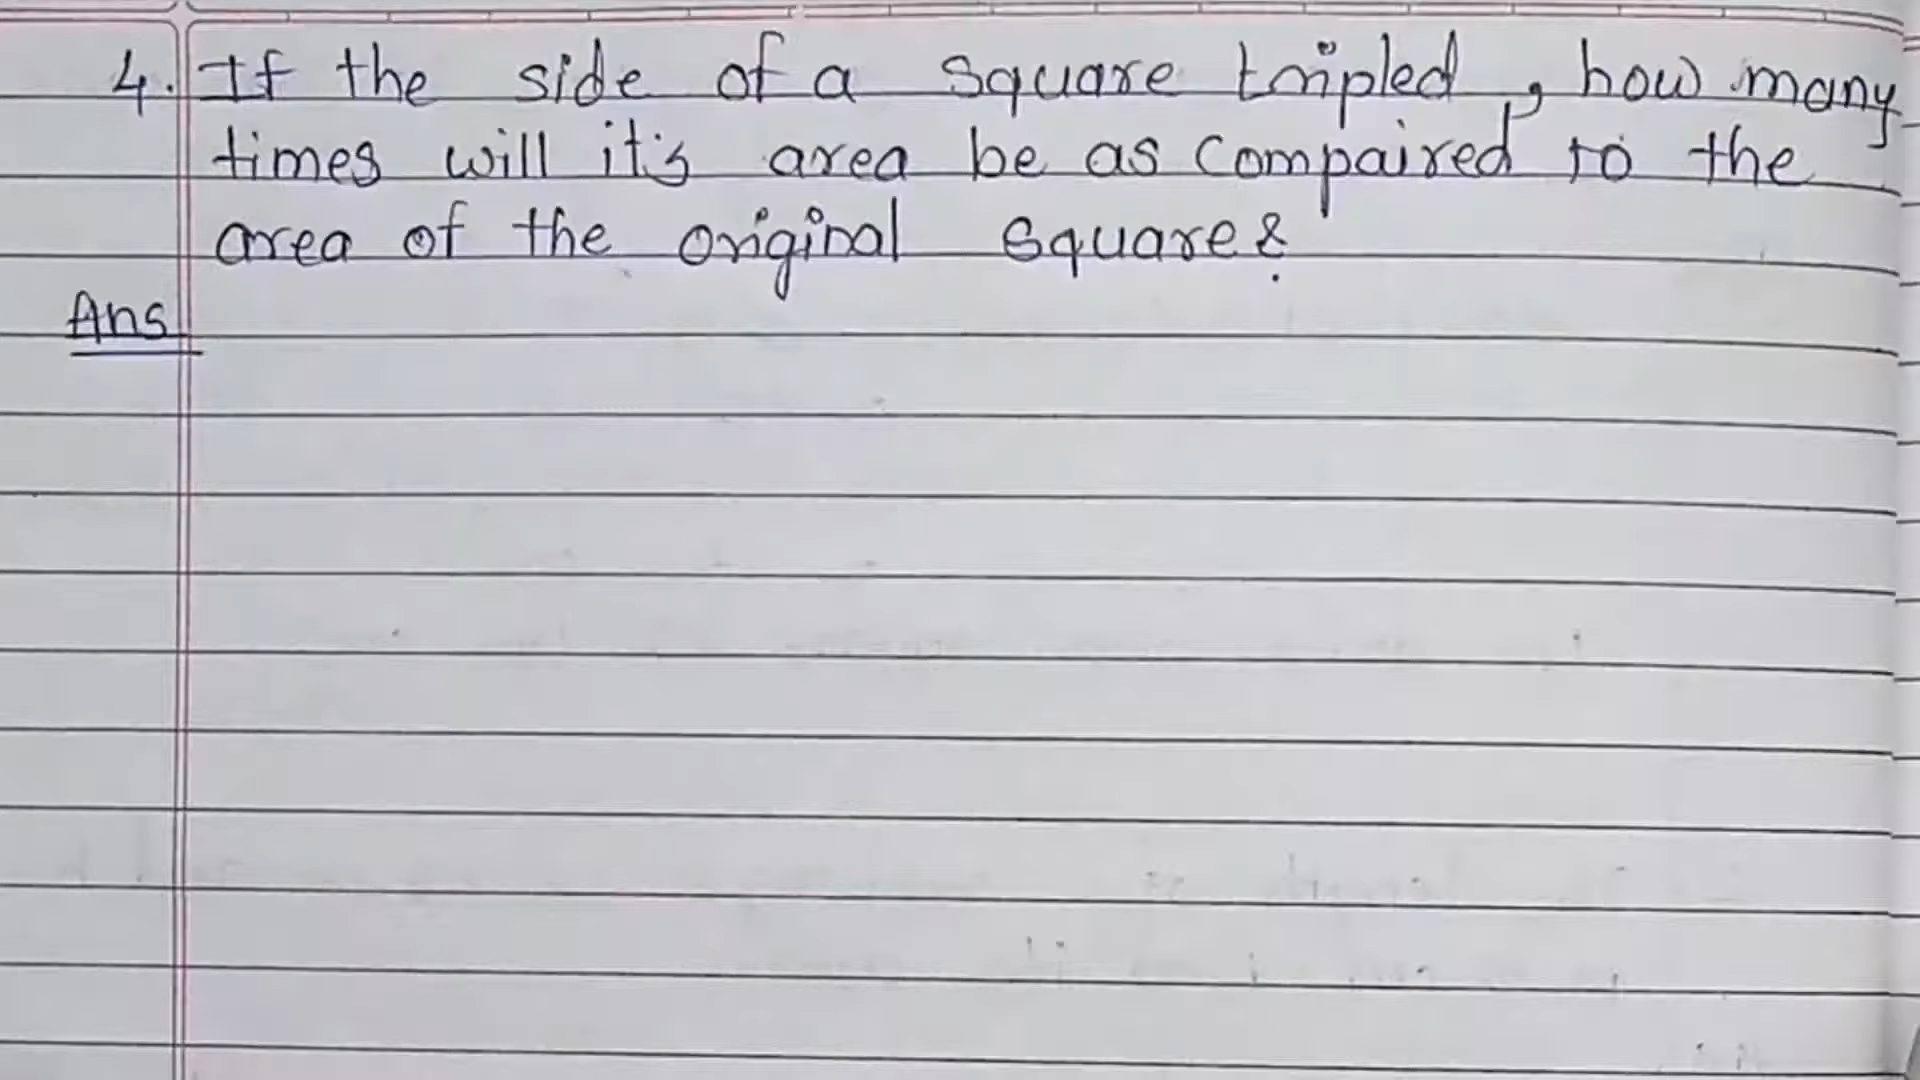 4. If the side of a square tripled, how many
times will it's area be as compaired to the
area of the original square?
Ans